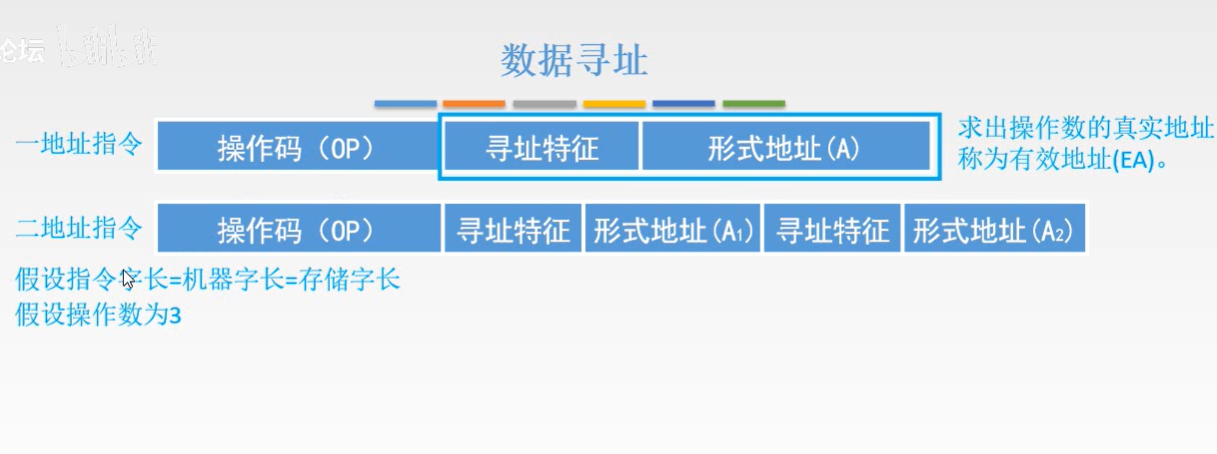 论坛
数据寻址
一地址指令 操作码（OP） 寻址特征 形式地址(A)
求出操作数的真实地址
称为有效地址(EA)。
二地址指令 操作码（OP） 寻址特征 形式地址(A₁) 寻址特征 形式地址(A₂)
假设指令字长=机器字长=存储字长
假设操作数为3